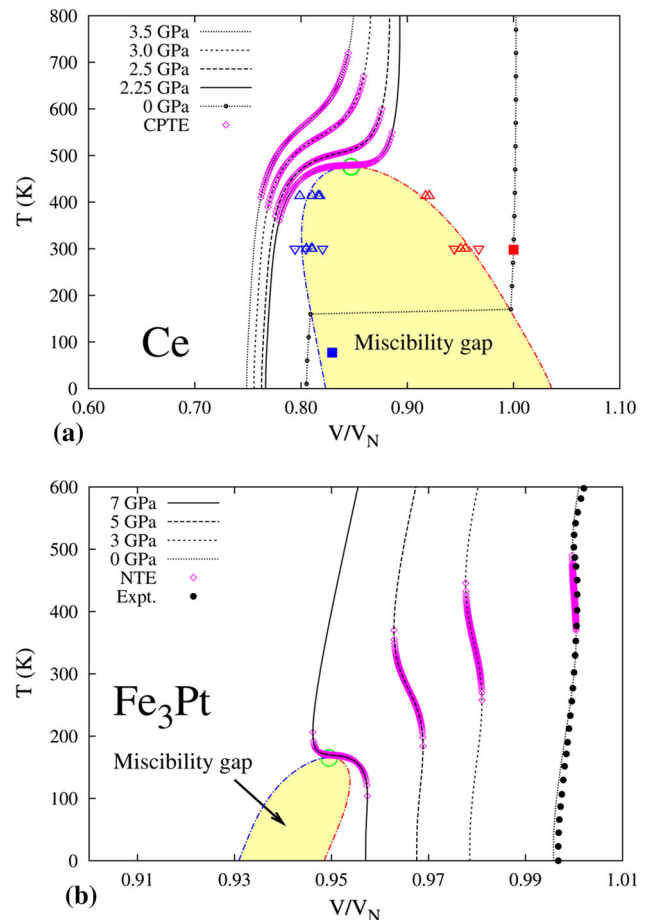 800
700
600
500
400
300
200
100
0
T (K)
3.5 GPa
3.0 GPa
2.5 GPa
2.25 GPa
0 GPa
CPTE
Ce
Miscibility gap
0.60
0.70
0.80
0.90
1.00
1.10
(a)
V/V_N
600
500
400
300
200
100
0
T (K)
7 GPa
5 GPa
3 GPa
0 GPa
NTE
Expt.
Fe₃Pt
Miscibility gap
0.91
0.93
0.95
0.97
0.99
1.01
(b)
V/V_N